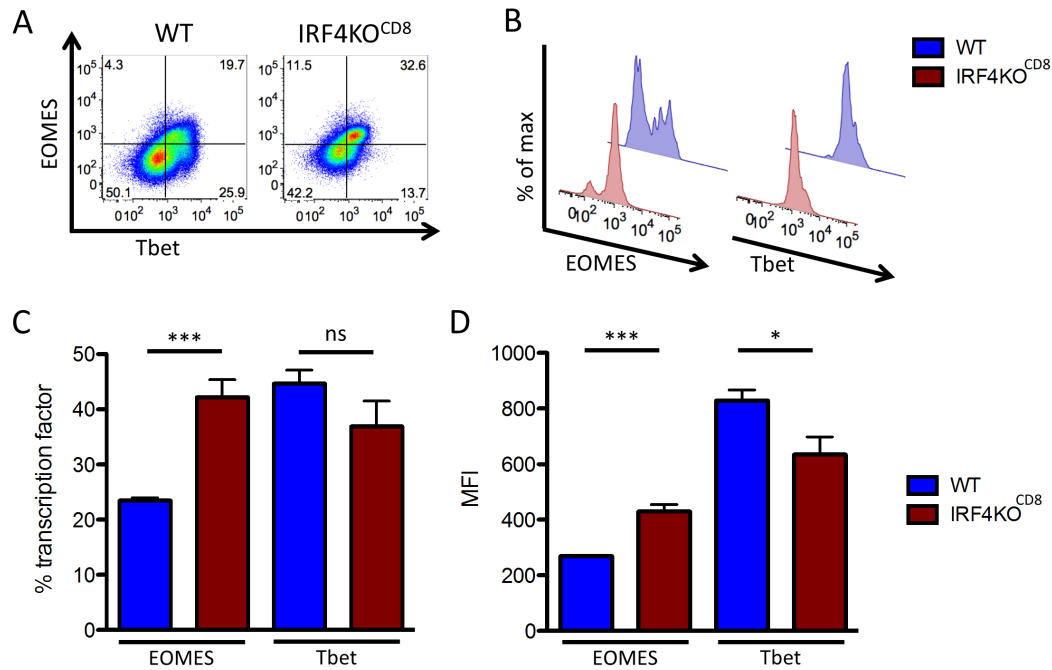 A
WT
IRF4KO^CD8
4.3 19.7
50.1 25.9
10^5
10^4
10^3
10^2
0
0 10^2 10^3 10^4 10^5
11.5 32.6
42.2 13.7
10^5
10^4
10^3
10^2
0
0 10^2 10^3 10^4 10^5
EOMES
Tbet
B
WT
IRF4KO^CD8
% of max
0 10^2 10^3 10^4 10^5
EOMES
0 10^2 10^3 10^4 10^5
Tbet
C
*** ns
% transcription factor
50
40
30
20
10
0
EOMES Tbet
D
*** *
MFI
1000
800
600
400
200
0
EOMES Tbet
WT
IRF4KO^CD8